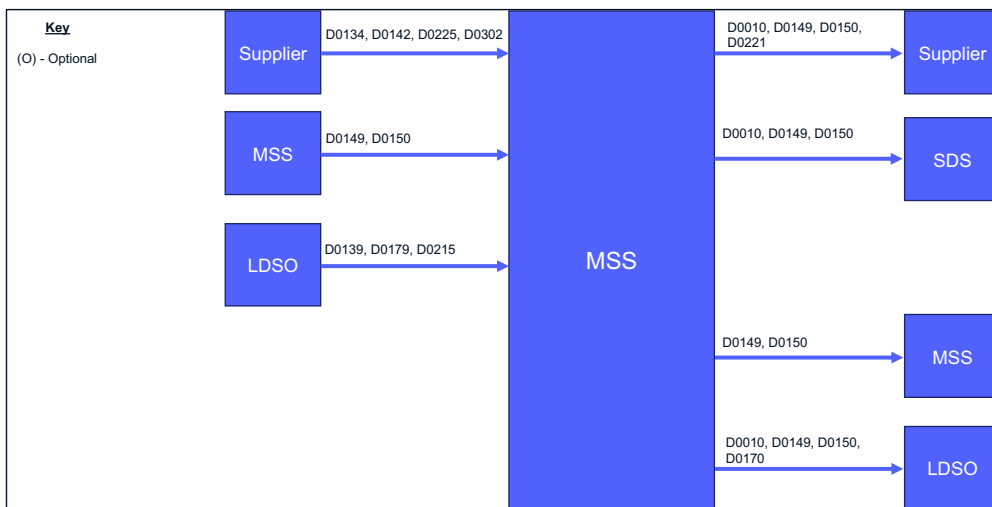 Key
(O) - Optional
Supplier
D0134, D0142, D0225, D0302
MSS
D0149, D0150
LDSO
D0139, D0179, D0215
MSS
D0010, D0149, D0150,
D0221
Supplier
D0010, D0149, D0150
SDS
D0149, D0150
MSS
D0010, D0149, D0150,
D0170
LDSO